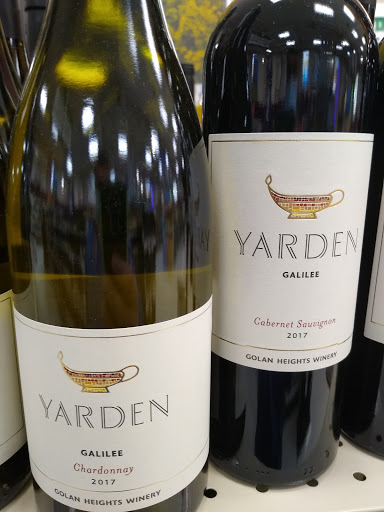 YARDEN
GALILEE
Chardonnay
2017
GOLAN HEIGHTS WINERY
YARDEN
GALILEE
Cabernet Sauvignon
2017
GOLAN HEIGHTS WINERY